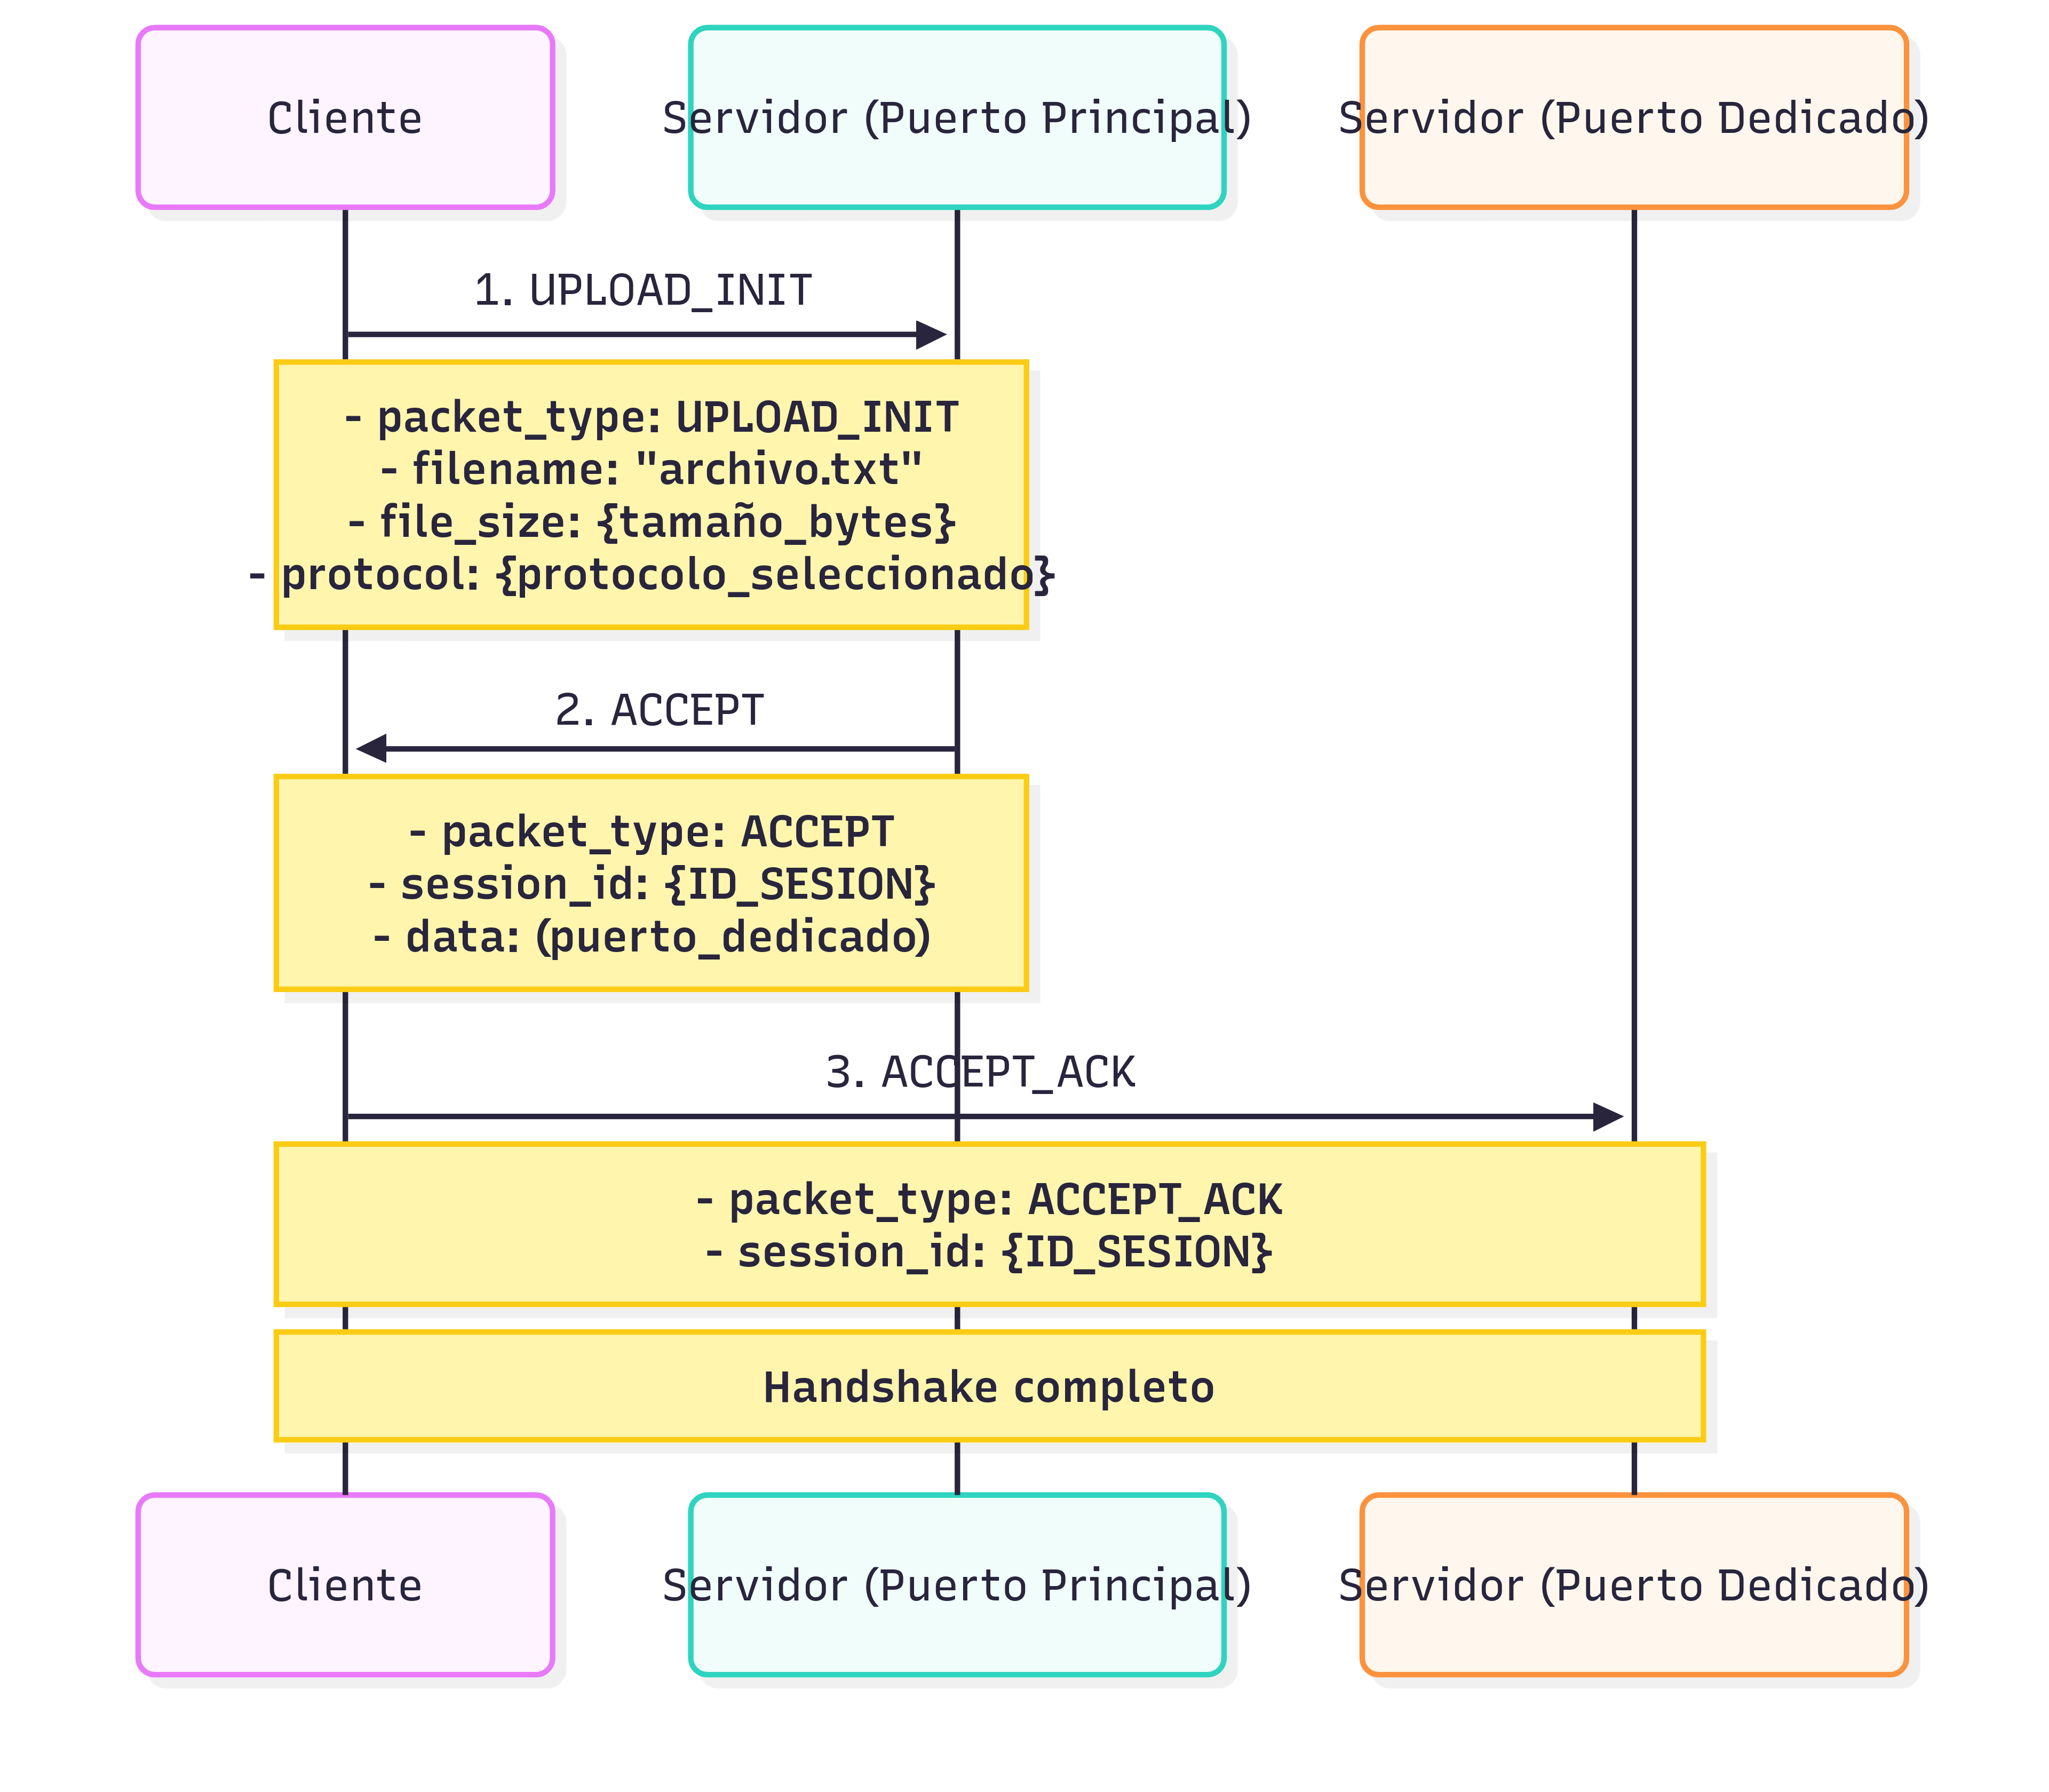 Cliente
Servidor (Puerto Principal)
Servidor (Puerto Dedicado)
1. UPLOAD_INIT
- packet_type: UPLOAD_INIT
- filename: "archivo.txt"
- file_size: {tamaño_bytes}
- protocol: {protocolo_seleccionado}
2. ACCEPT
- packet_type: ACCEPT
- session_id: {ID_SESION}
- data: (puerto_dedicado)
3. ACCEPT_ACK
- packet_type: ACCEPT_ACK
- session_id: {ID_SESION}
Handshake completo
Cliente
Servidor (Puerto Principal)
Servidor (Puerto Dedicado)